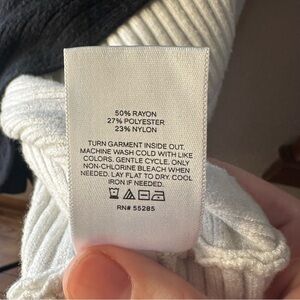 50% RAYON
27% POLYESTER
23% NYLON
TURN GARMENT INSIDE OUT.
MACHINE WASH COLD WITH LIKE
COLORS. GENTLE CYCLE. ONLY
NON-CHLORINE BLEACH WHEN
NEEDED. LAY FLAT TO DRY. COOL
IRON IF NEEDED.
RN# 55285